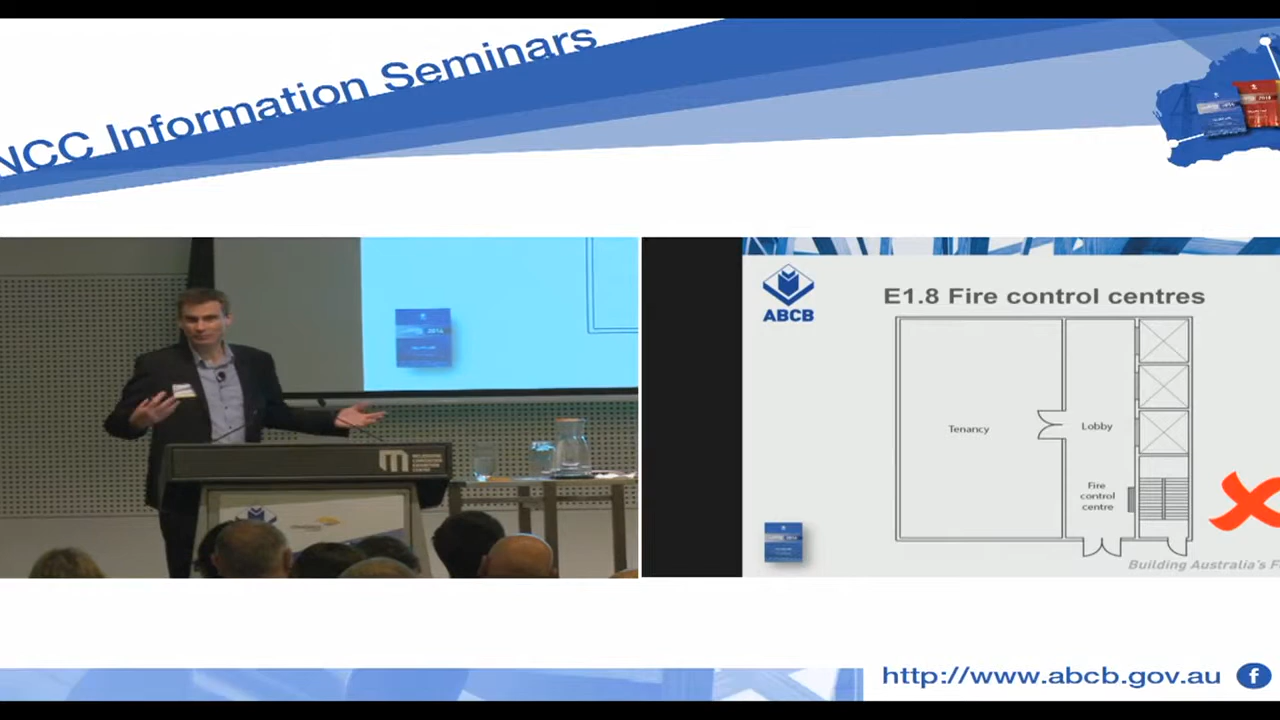 NCC Information Seminars
ABCB
E1.8 Fire control centres
Tenancy
Lobby
Fire
control
centre
Building Australia's F
http://www.abcb.gov.au
f